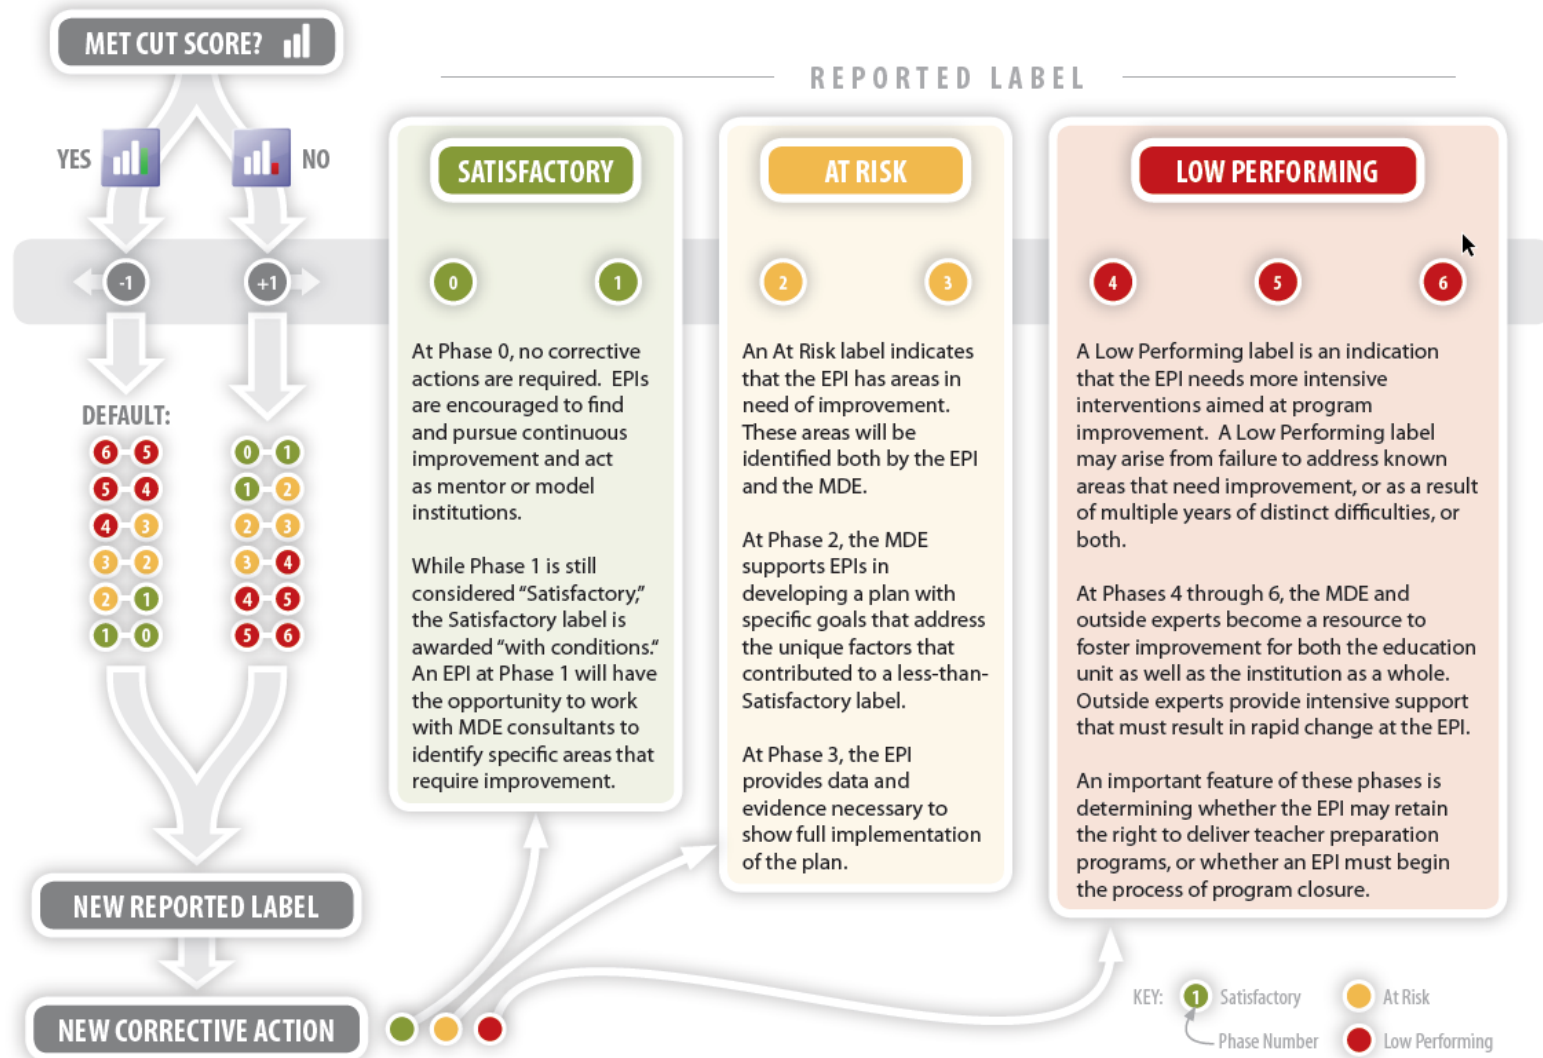 MET CUT SCORE?
YES
NO
-1
+1
DEFAULT:
6 5
5 4
4 3
3 2
2 1
1 0
0 1
1 2
2 3
3 4
4 5
5 6
NEW REPORTED LABEL
NEW CORRECTIVE ACTION
REPORTED LABEL
SATISFACTORY
0 1
At Phase 0, no corrective
actions are required. EPIs
are encouraged to find
and pursue continuous
improvement and act
as mentor or model
institutions.
While Phase 1 is still
considered “Satisfactory,”
the Satisfactory label is
awarded “with conditions.“
An EPI at Phase 1 will have
the opportunity to work
with MDE consultants to
identify specific areas that
require improvement.
AT RISK
2 3
An At Risk label indicates
that the EPI has areas in
need of improvement.
These areas will be
identified both by the EPI
and the MDE.
At Phase 2, the MDE
supports EPIs in
developing a plan with
specific goals that address
the unique factors that
contributed to a less-than-
Satisfactory label.
At Phase 3, the EPI
provides data and
evidence necessary to
show full implementation
of the plan.
LOW PERFORMING
4 5 6
A Low Performing label is an indication
that the EPI needs more intensive
interventions aimed at program
improvement. A Low Performing label
may arise from failure to address known
areas that need improvement, or as a result
of multiple years of distinct difficulties, or
both.
At Phases 4 through 6, the MDE and
outside experts become a resource to
foster improvement for both the education
unit as well as the institution as a whole.
Outside experts provide intensive support
that must result in rapid change at the EPI.
An important feature of these phases is
determining whether the EPI may retain
the right to deliver teacher preparation
programs, or whether an EPI must begin
the process of program closure.
KEY: 1 Satisfactory
At Risk
Phase Number
Low Performing